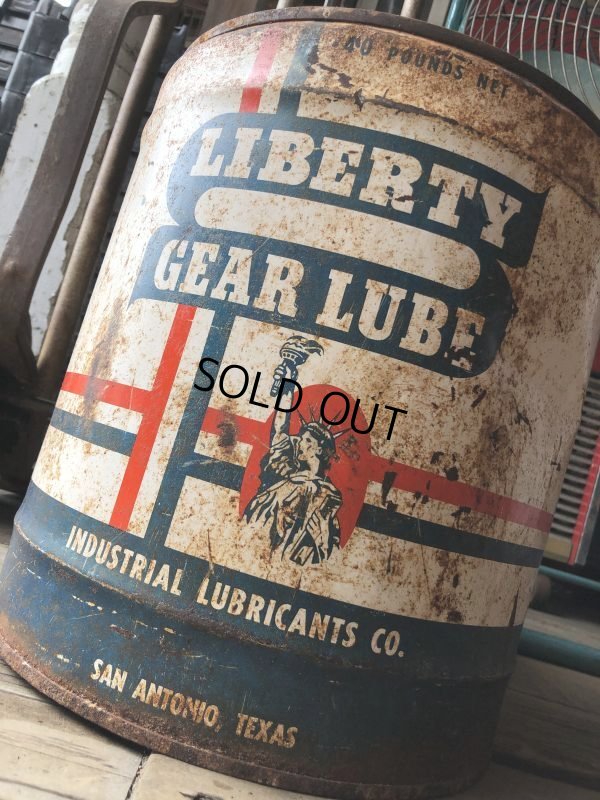 40 POUNDS NET
LIBERTY
GEAR LUBE
SOLD OUT
INDUSTRIAL LUBRICANTS CO.
SAN ANTONIO, TEXAS